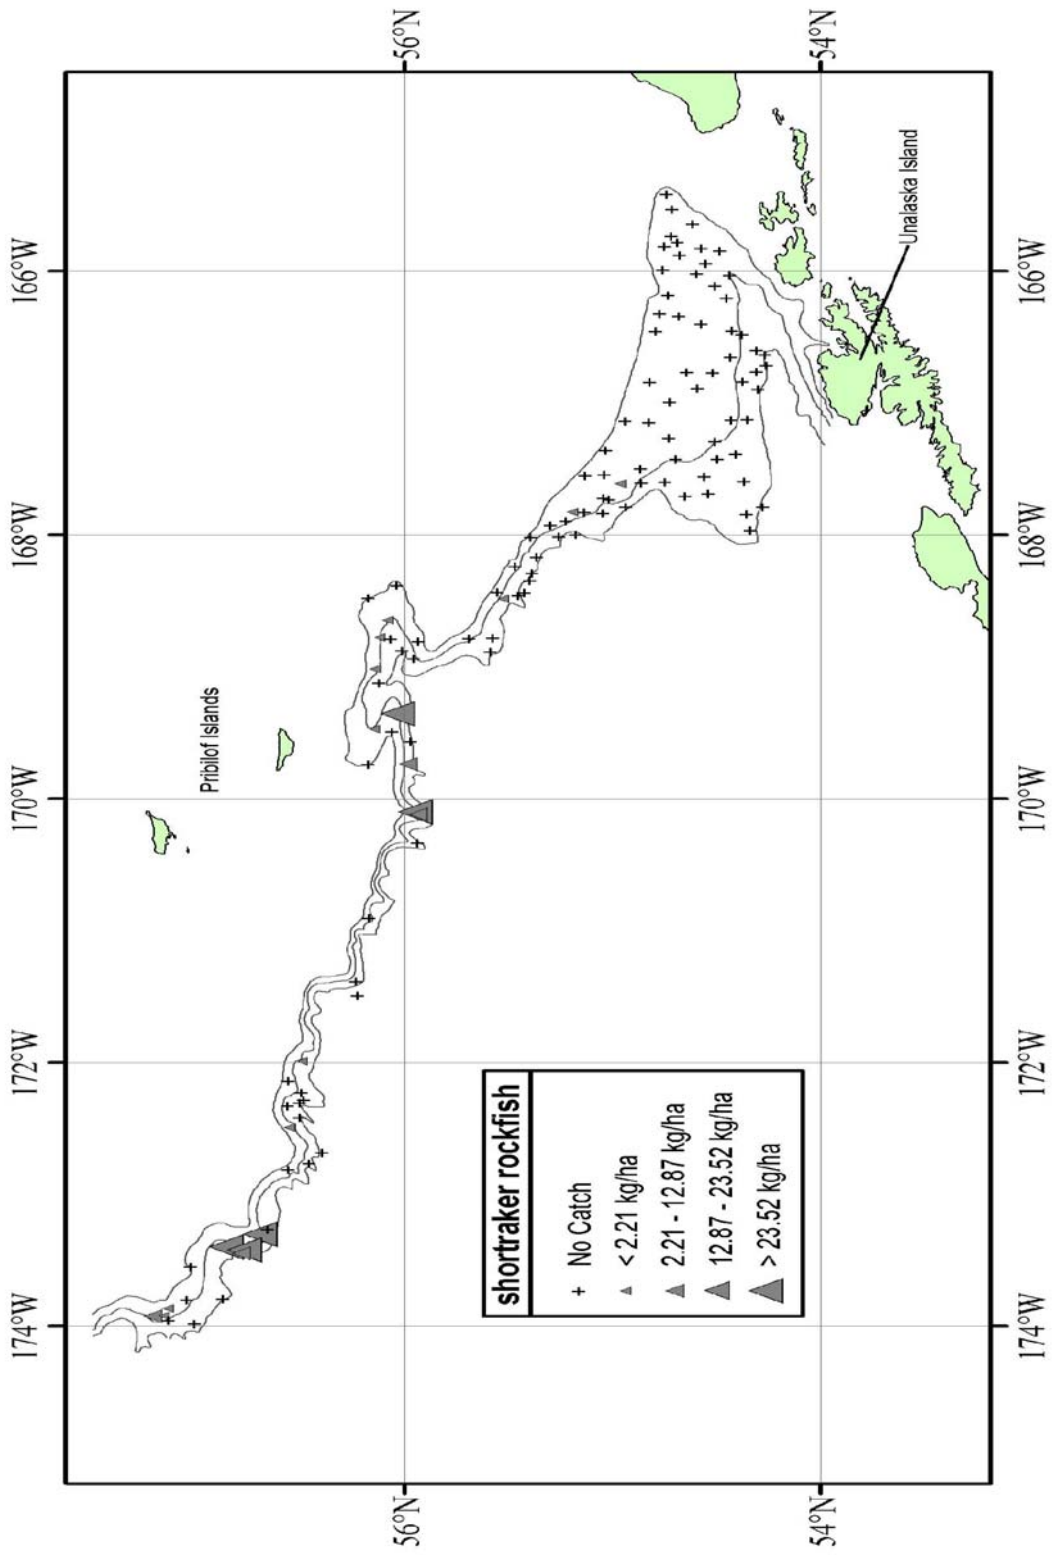 174°W
172°W
170°W
168°W
166°W
56°N
56°N
Pribilof Islands
54°N
54°N
Unalaska Island
shortraker rockfish
No Catch
< 2.21 kg/ha
2.21 - 12.87 kg/ha
12.87 - 23.52 kg/ha
> 23.52 kg/ha
174°W
172°W
170°W
168°W
166°W